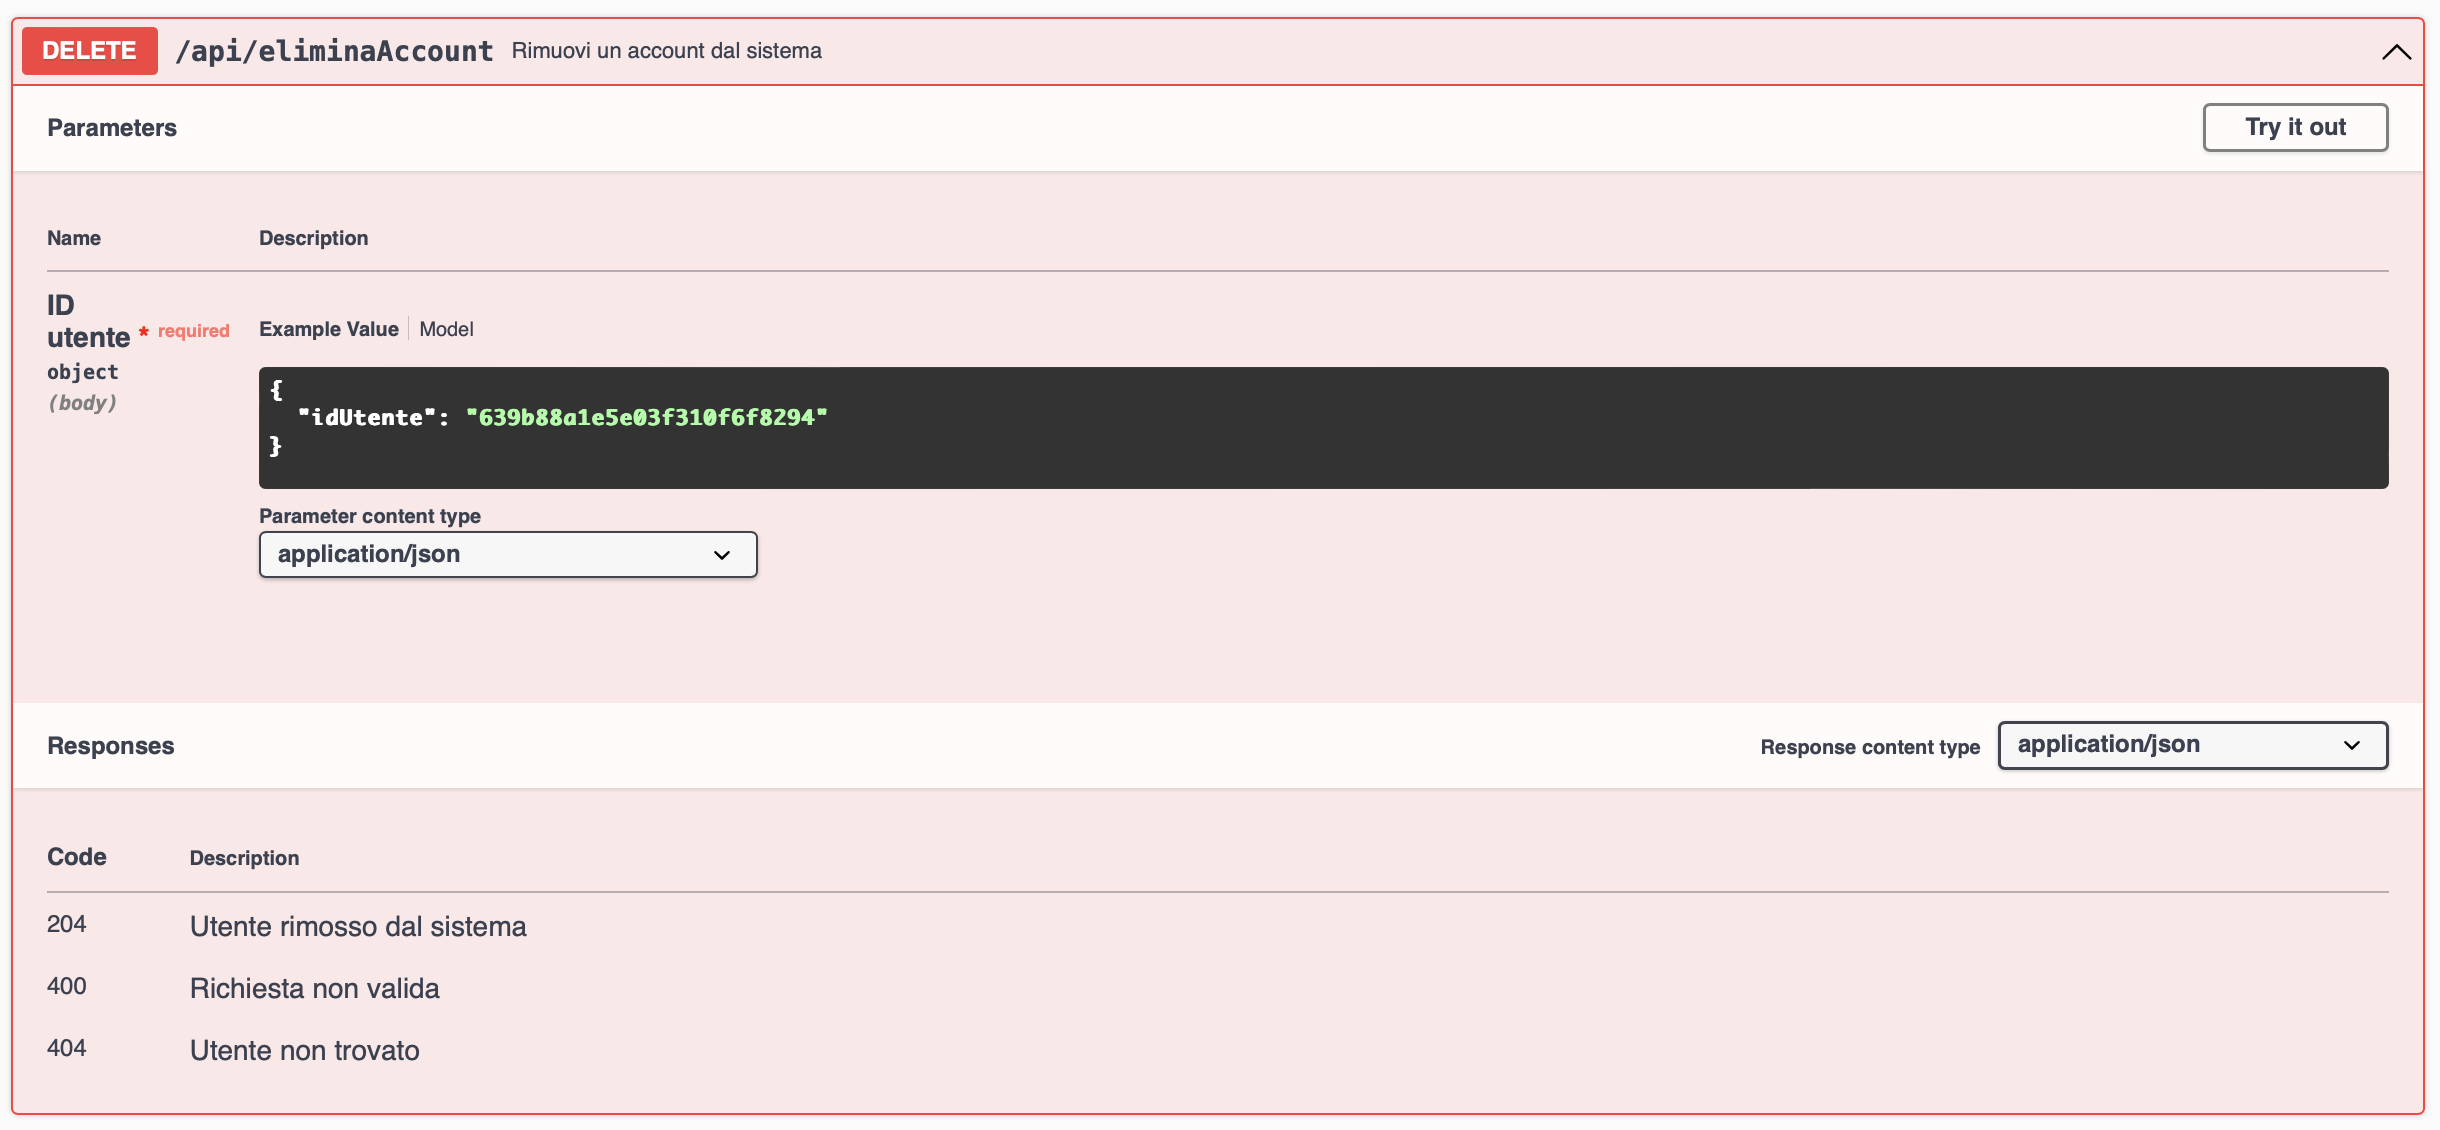 DELETE /api/eliminaAccount Rimuovi un account dal sistema
Parameters Try it out
Name Description
ID
utente * required
object
(body)
Example Value Model
{
"idUtente": "639b88a1e5e03f310f6f8294"
}
Parameter content type
application/json
Responses Response content type application/json
Code Description
204 Utente rimosso dal sistema
400 Richiesta non valida
404 Utente non trovato